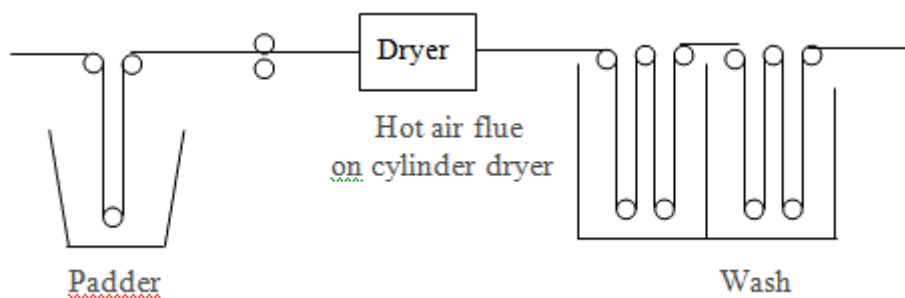 Dryer
Hot air flue
on cylinder dryer
Padder
Wash